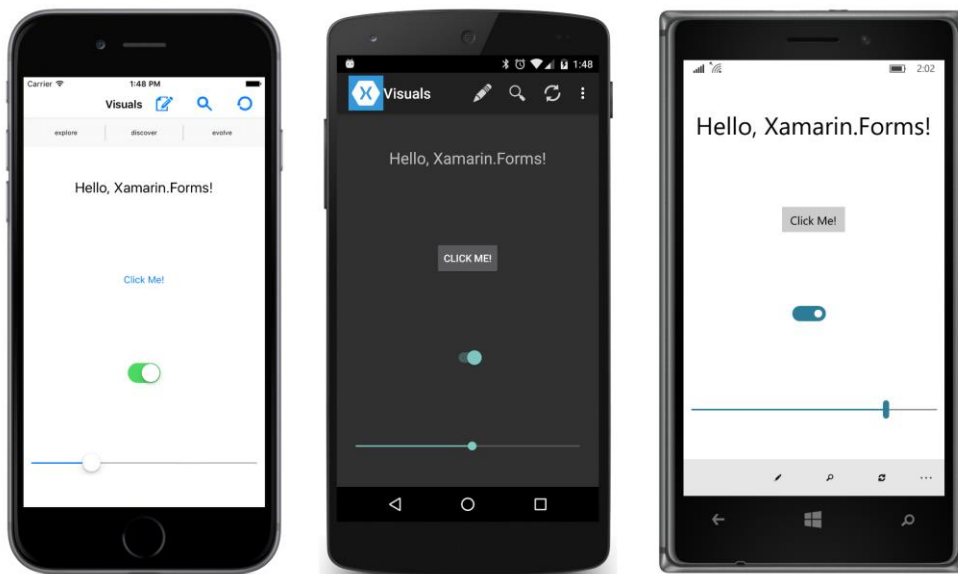 Carrier 1:48 PM
Visuals
explore discover evolve
Hello, Xamarin.Forms!
Click Me!
1:48
Visuals
Hello, Xamarin.Forms!
CLICK ME!
2:02
Hello, Xamarin.Forms!
Click Me!